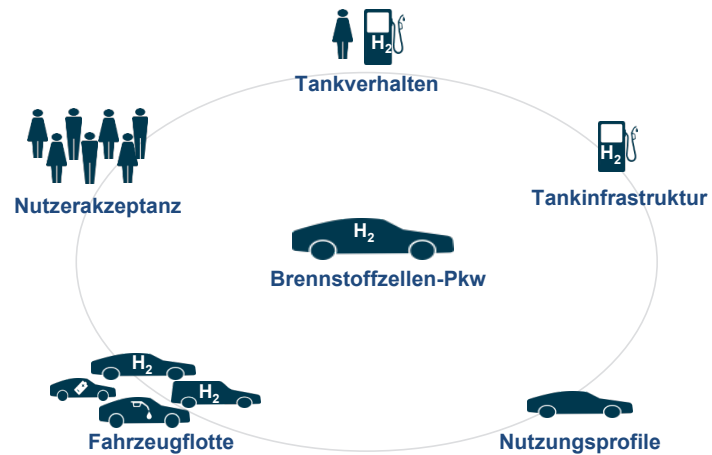 H₂
Tankverhalten
H₂
Nutzerakzeptanz
Tankinfrastruktur
H₂
Brennstoffzellen-Pkw
H₂
H₂
Fahrzeugflotte
Nutzungsprofile